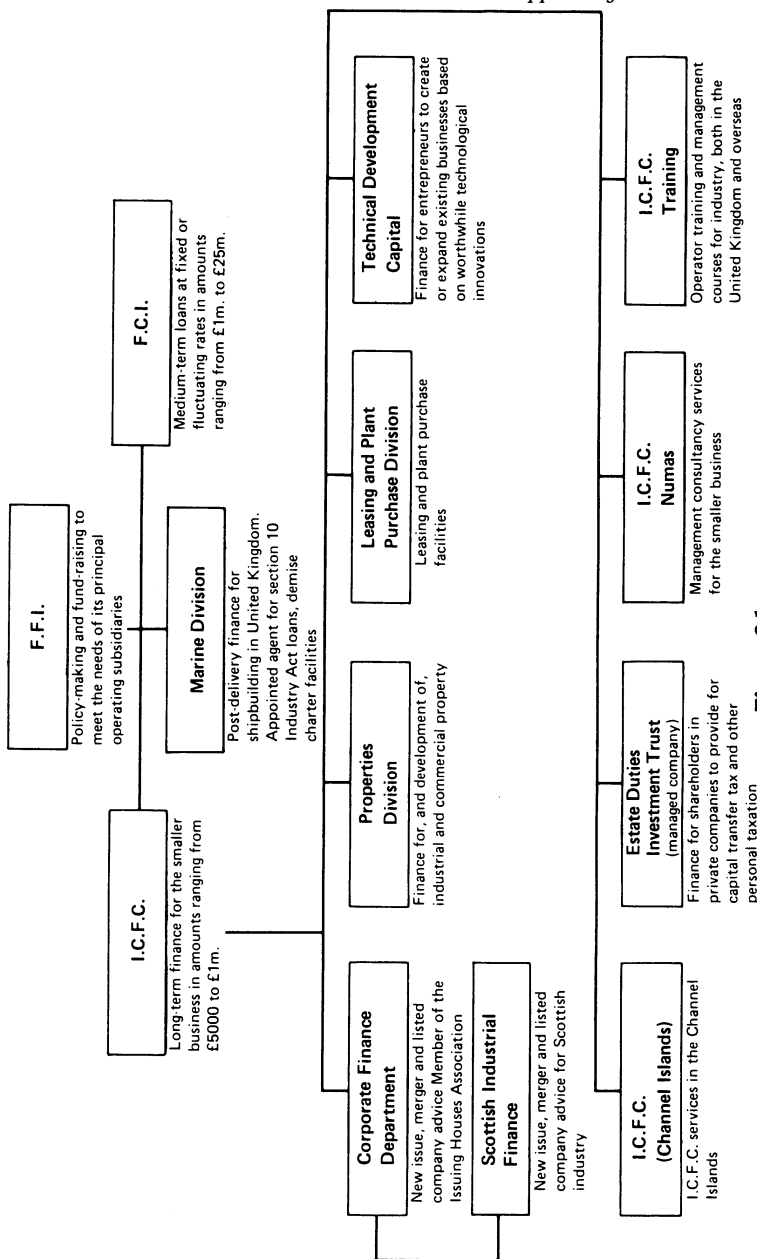 F.F.I.
Policy-making and fund-raising to
meet the needs of its principal
operating subsidiaries
I.C.F.C.
Long-term finance for the smaller
business in amounts ranging from
£5000 to £1m.
Marine Division
Post-delivery finance for
shipbuilding in United Kingdom.
Appointed agent for section 10
Industry Act loans, demise
charter facilities
F.C.I.
Medium-term loans at fixed or
fluctuating rates in amounts
ranging from £1m. to £25m.
Corporate Finance
Department
New issue, merger and listed
company advice Member of the
Issuing Houses Association
Scottish Industrial
Finance
New issue, merger and listed
company advice for Scottish
industry
Properties
Division
Finance for, and development of,
industrial and commercial property
Leasing and Plant
Purchase Division
Leasing and plant purchase
facilities
Technical Development
Capital
Finance for entrepreneurs to create
or expand existing businesses based
on worthwhile technological
innovations
I.C.F.C.
(Channel Islands)
I.C.F.C. services in the Channel
Islands
Estate Duties
Investment Trust
(managed company)
Finance for shareholders in
private companies to provide for
capital transfer tax and other
personal taxation
I.C.F.C.
Numas
Management consultancy services
for the smaller business
I.C.F.C.
Training
Operator training and management
courses for industry, both in the
United Kingdom and overseas